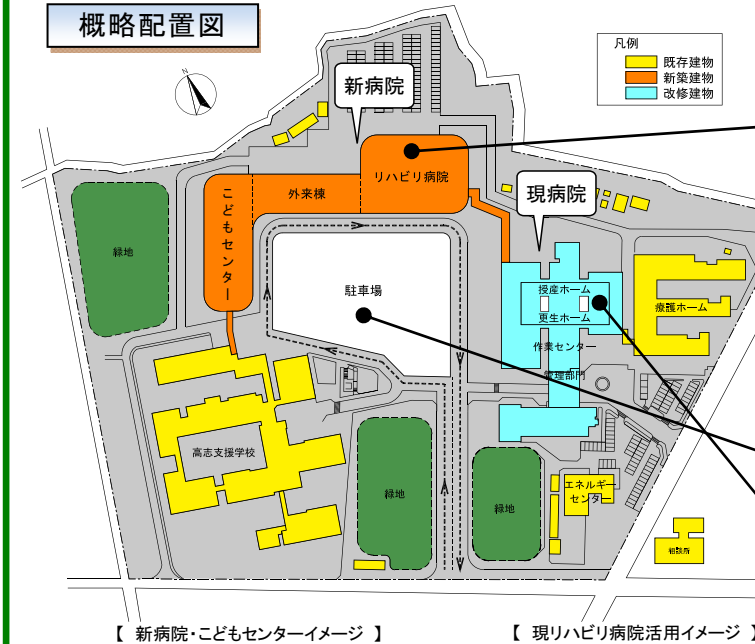 概略配置図
凡例
既存建物
新築建物
改修建物
N
新病院
リハビリ病院
外来棟
こどもセンター
現病院
緑地
駐車場
授産ホーム
更生ホーム
療護ホーム
作業センター
管理部門
高志支援学校
緑地
緑地
エネルギー
センター
相談所
【 新病院・こどもセンターイメージ 】
【 現リハビリ病院活用イメージ 】